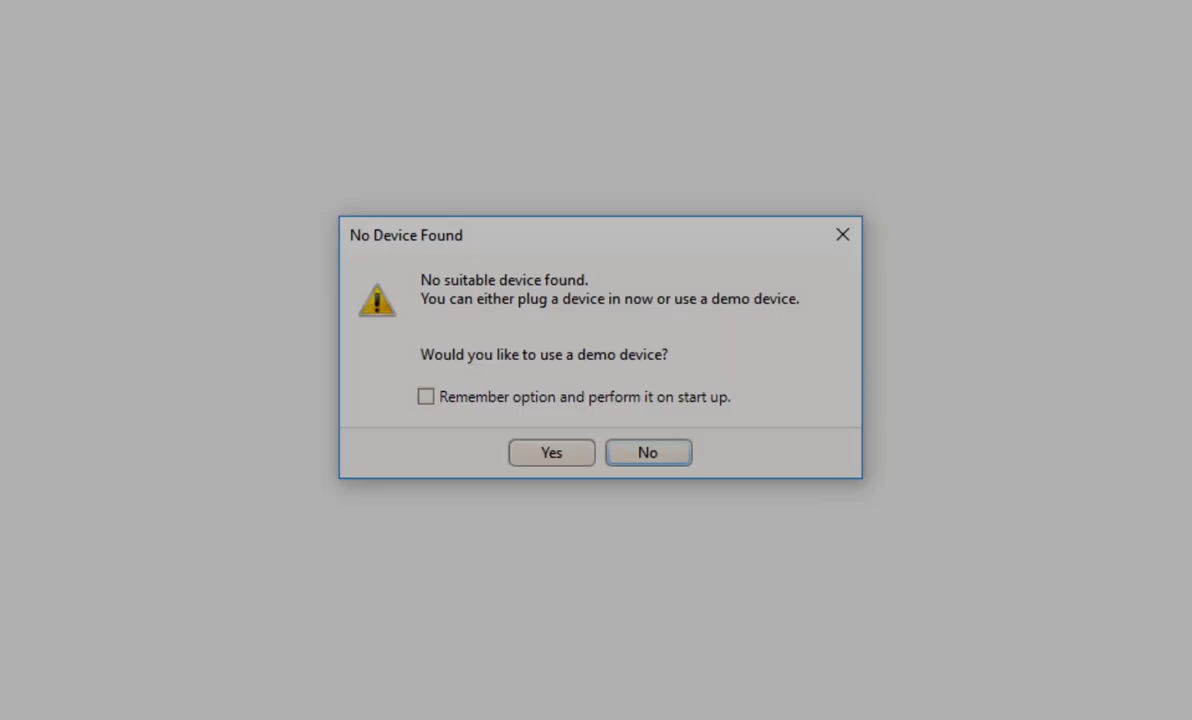 No Device Found
No suitable device found.
You can either plug a device in now or use a demo device.
Would you like to use a demo device?
Remember option and perform it on start up.
Yes No